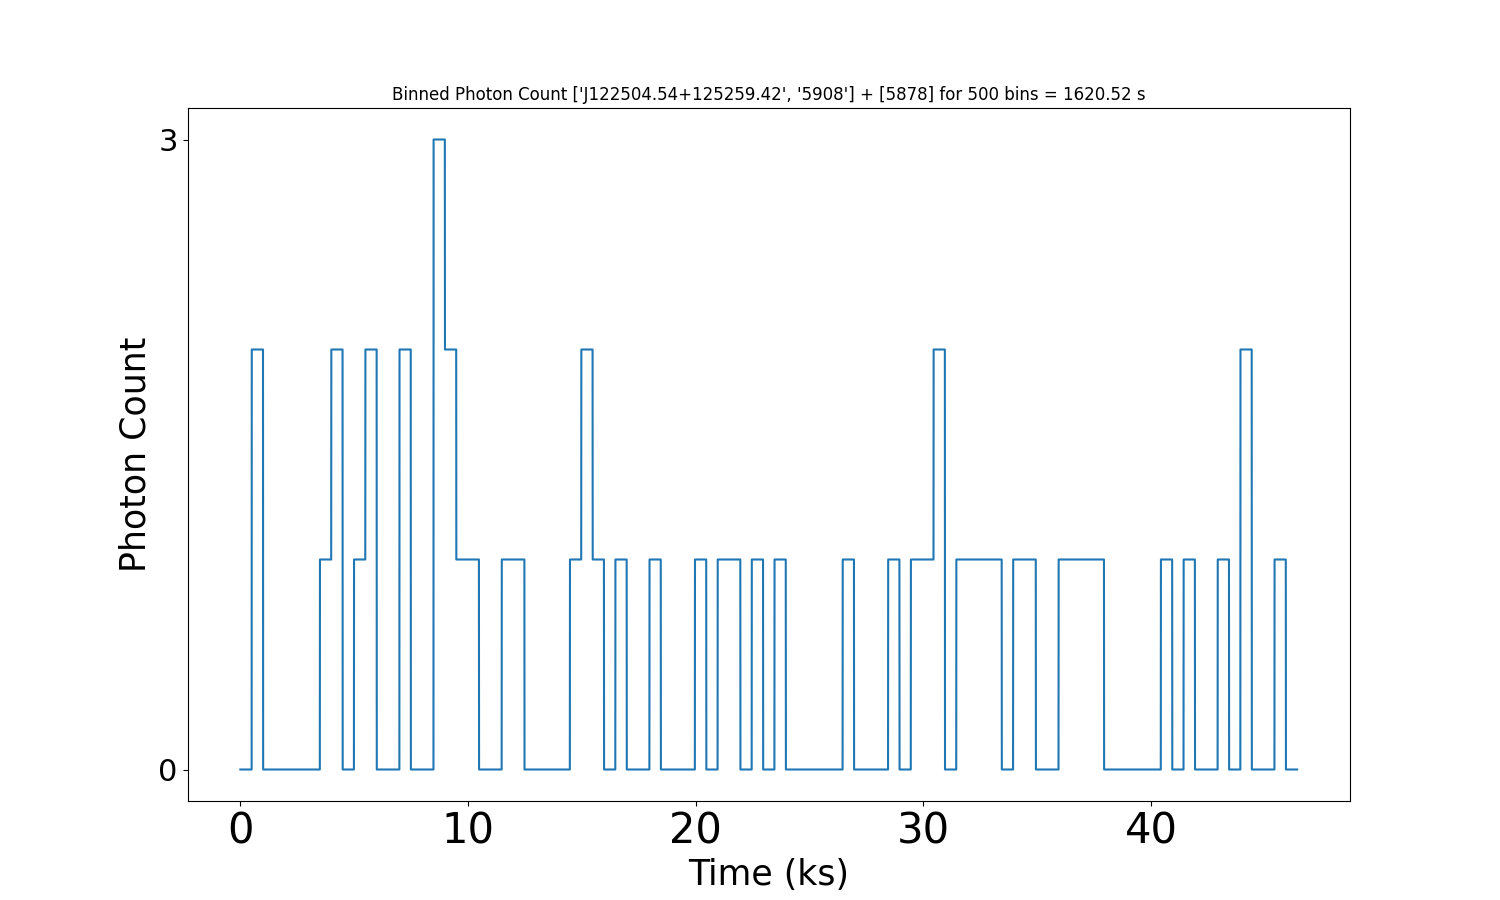 Binned Photon Count ['J122504.54+125259.42', '5908'] + [5878] for 500 bins = 1620.52 s
3
Photon Count
0
0 10 20 30 40
Time (ks)